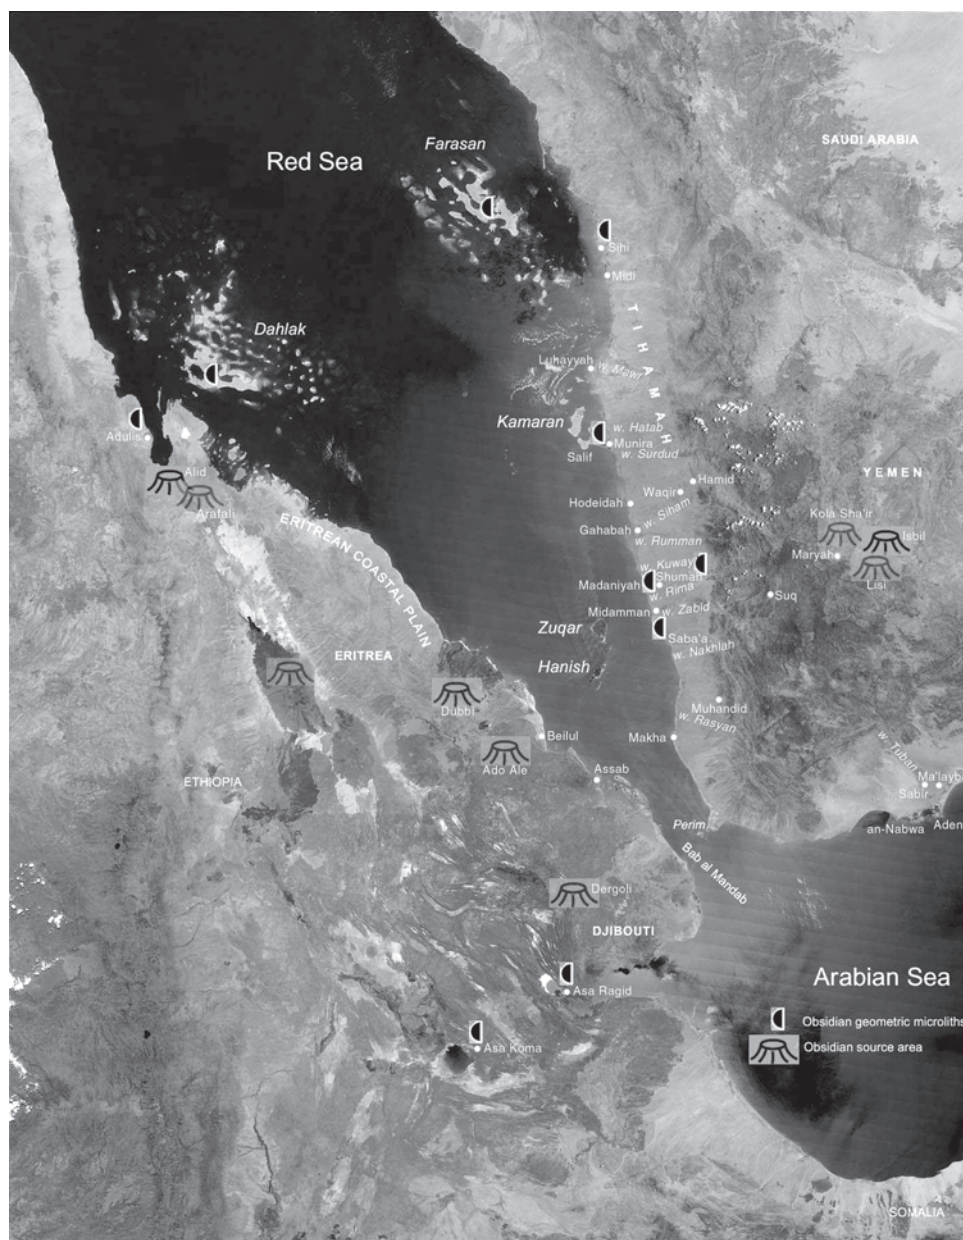 SAUDI ARABIA
Farasan
Red Sea
Sihi
Midi
TIHAMAH
Dahlak
Luhayyah
w. Mawr
Kamaran
w. Hatab
Adulis
Munira
Salif
w. Surdud
Alid
YEMEN
Hamid
Waqir
Arafali
Hodeidah
Kola Sha'ir
w. Siham
ERITREAN COASTAL PLAIN
Gahabah
Isbil
w. Rumman
Maryah
w. Kuway
Shumah
Madaniyah
Lisi
w. Rima
Suq
Midamman
w. Zabid
Zuqar
Saba'a
w. Nakhlah
ERITREA
Hanish
Dubbi
Muhandid
w. Rasyan
Beilul
Makha
w. Tuban
Ado Ale
Assab
ETHIOPIA
Ma'laybi
Sabir
Perim
an-Nabwa
Aden
Bab al Mandab
Dergoli
DJIBOUTI
Arabian Sea
Asa Ragid
Obsidian geometric microliths
Asa Koma
Obsidian source area
SOMALIA